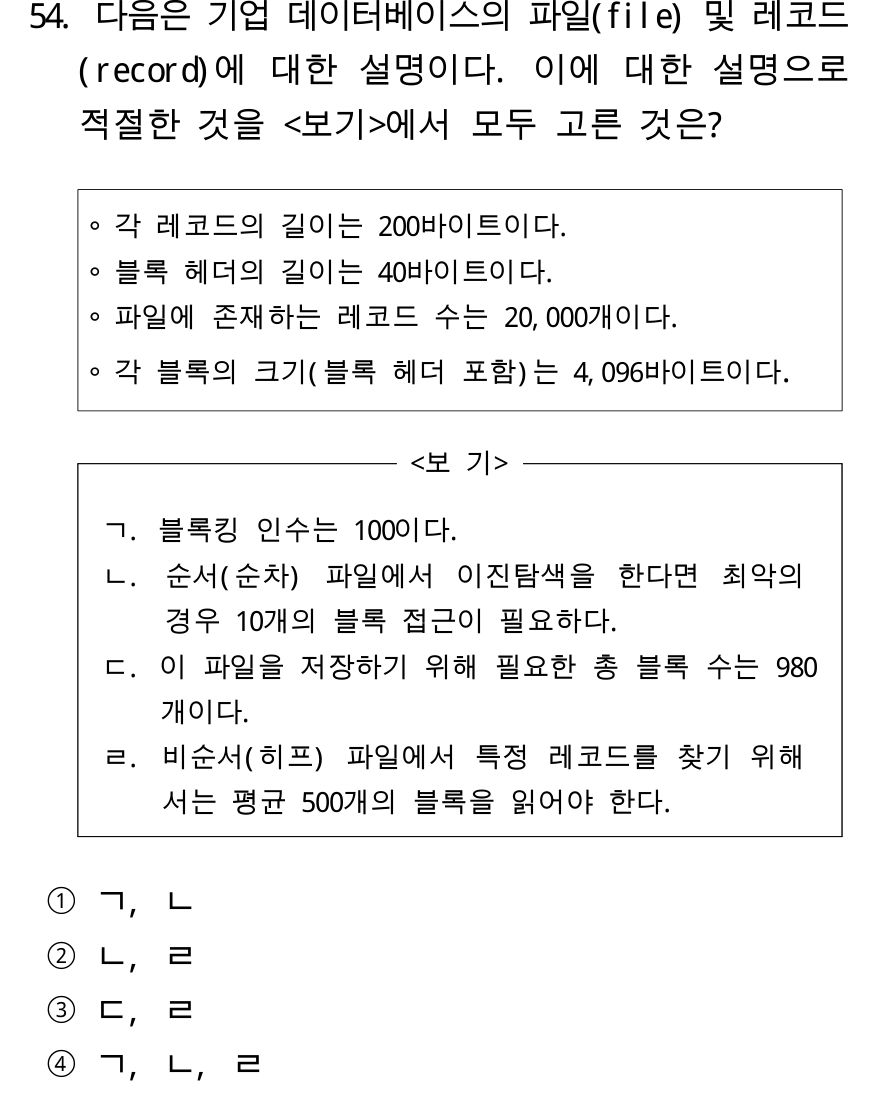 54. 다음은 기업 데이터베이스의 파일(file) 및 레코드
(record)에 대한 설명이다. 이에 대한 설명으로
적절한 것을 <보기>에서 모두 고른 것은?
∘ 각 레코드의 길이는 200바이트이다.
∘ 블록 헤더의 길이는 40바이트이다.
∘ 파일에 존재하는 레코드 수는 20,000개이다.
∘ 각 블록의 크기(블록 헤더 포함)는 4,096바이트이다.
<보 기>
ㄱ. 블록킹 인수는 100이다.
ㄴ. 순서(순차) 파일에서 이진탐색을 한다면 최악의
경우 10개의 블록 접근이 필요하다.
ㄷ. 이 파일을 저장하기 위해 필요한 총 블록 수는 980
개이다.
ㄹ. 비순서(히프) 파일에서 특정 레코드를 찾기 위해
서는 평균 500개의 블록을 읽어야 한다.
① ㄱ, ㄴ
② ㄴ, ㄹ
③ ㄷ, ㄹ
④ ㄱ, ㄴ, ㄹ